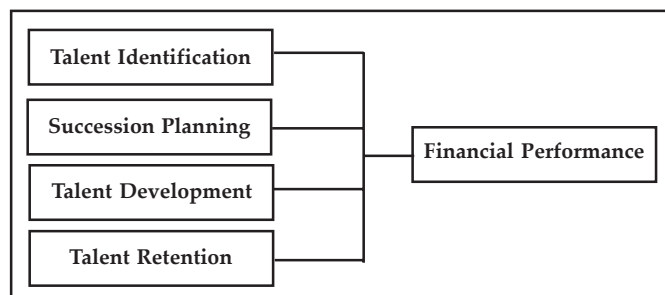 Talent Identification
Succession Planning
Financial Performance
Talent Development
Talent Retention